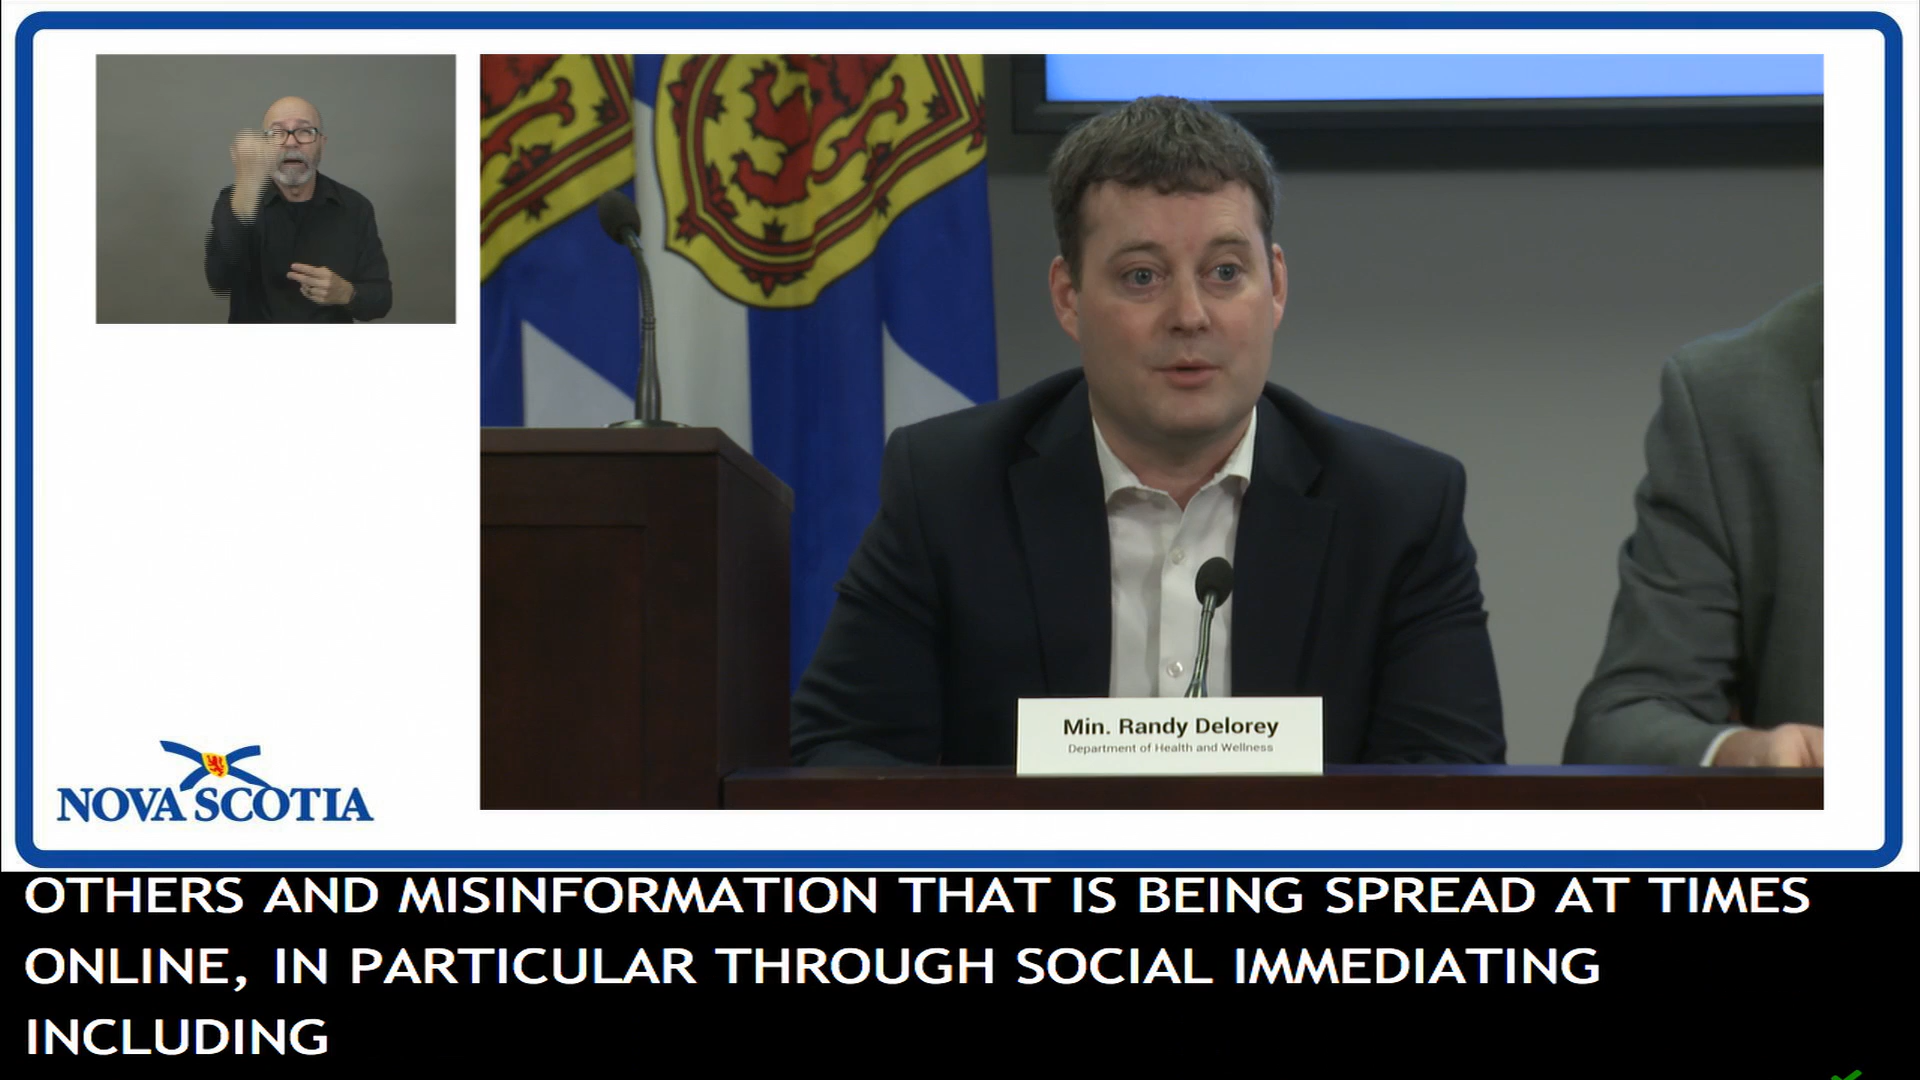 Min. Randy Delorey
Department of Health and Wellness
NOVA SCOTIA
OTHERS AND MISINFORMATION THAT IS BEING SPREAD AT TIMES
ONLINE, IN PARTICULAR THROUGH SOCIAL IMMEDIATING
INCLUDING